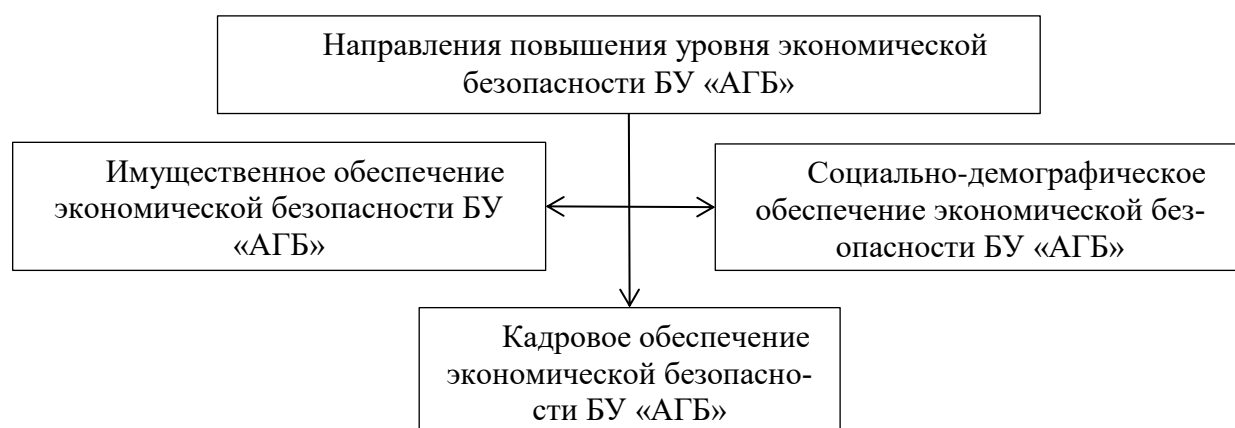 Направления повышения уровня экономической
безопасности БУ «АГБ»
Имущественное обеспечение
экономической безопасности БУ
«АГБ»
Социально-демографическое
обеспечение экономической без-
опасности БУ «АГБ»
Кадровое обеспечение
экономической безопасно-
сти БУ «АГБ»